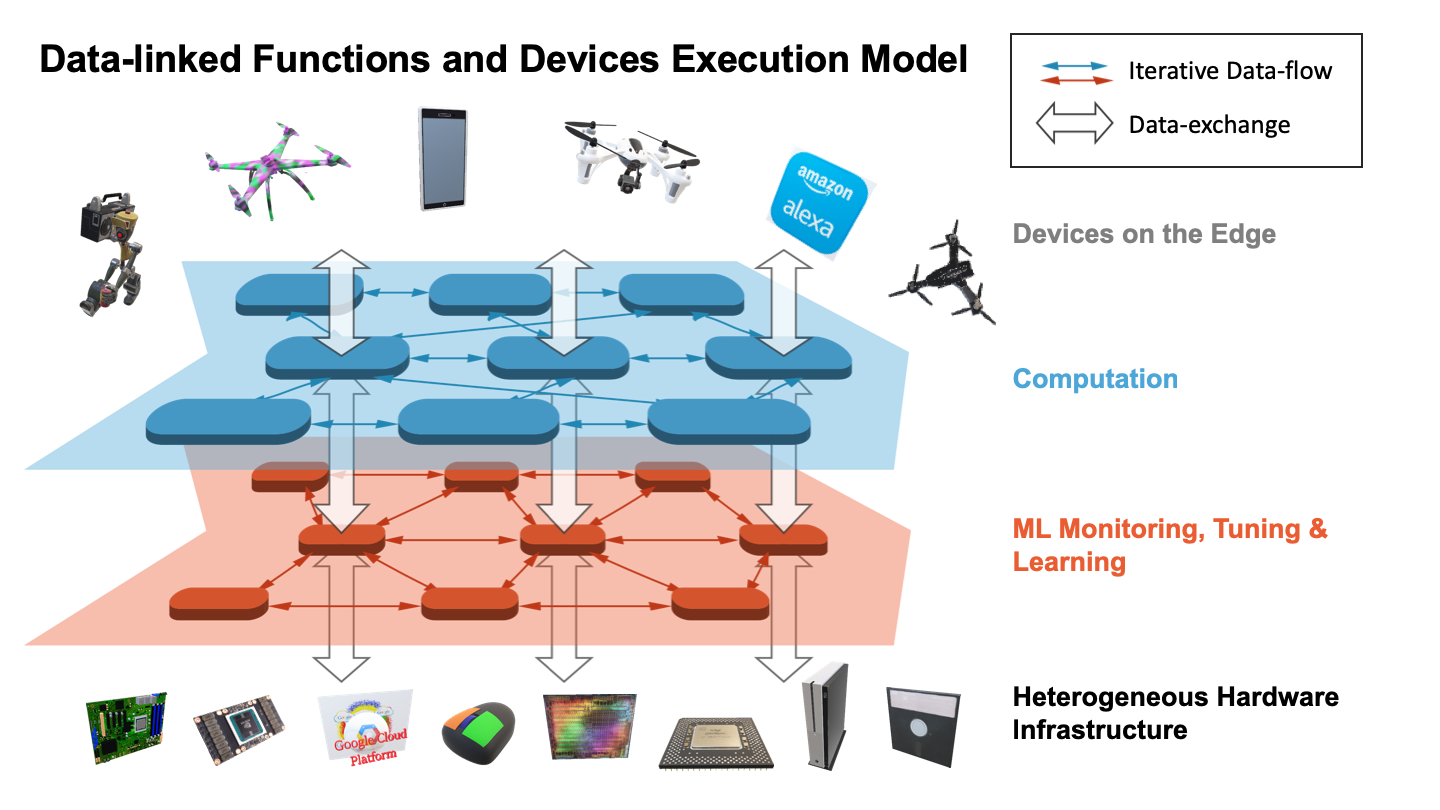 Data-linked Functions and Devices Execution Model
Iterative Data-flow
Data-exchange
amazon
alexa
Devices on the Edge
Computation
ML Monitoring, Tuning &
Learning
Heterogeneous Hardware
Infrastructure
Google Cloud
Platform